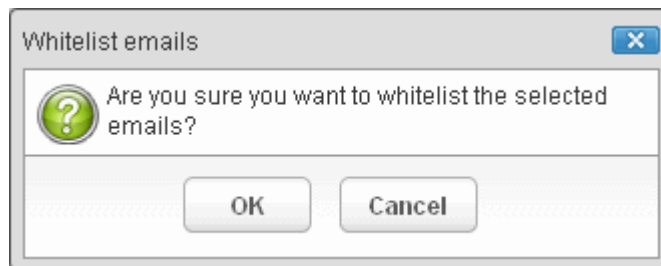 Whitelist emails
Are you sure you want to whitelist the selected
emails?
OK
Cancel